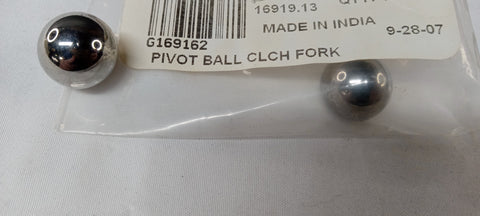 16919.13
MADE IN INDIA
G169162
9-28-07
PIVOT BALL CLCH FORK